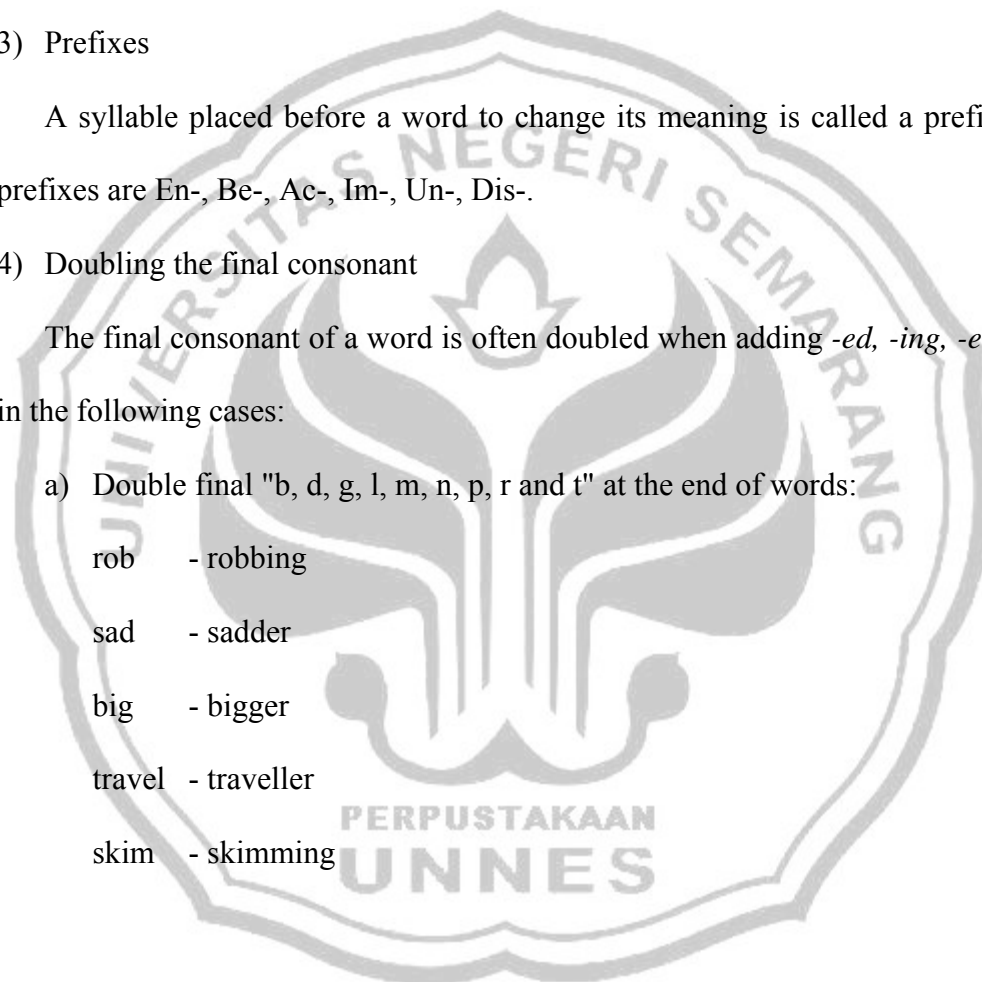 3) Prefixes
A syllable placed before a word to change its meaning is called a prefi
prefixes are En-, Be-, Ac-, Im-, Un-, Dis-.
4) Doubling the final consonant
The final consonant of a word is often doubled when adding -ed, -ing, -e
in the following cases:
a) Double final "b, d, g, l, m, n, p, r and t" at the end of words:
rob - robbing
sad - sadder
big - bigger
travel - traveller
skim - skimming
UNIVERSITAS NEGERI SEMARANG
PERPUSTAKAAN
UNNES